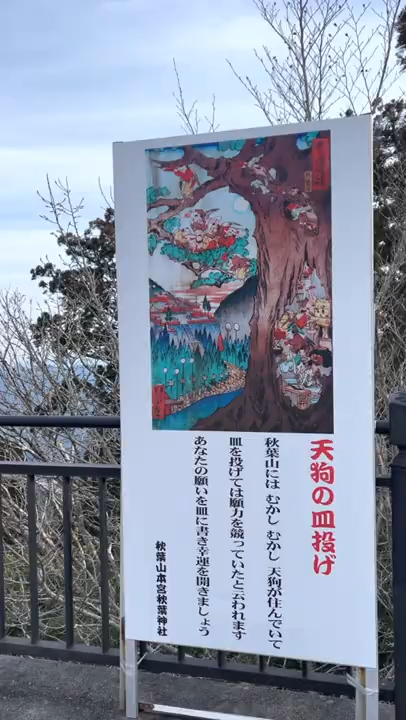 天狗の皿投げ
秋葉山には むかし むかし 天狗が住んでいて
皿を投げては願力を競っていたと云われます
あなたの願いを皿に書き幸運を開きましょう
秋葉山本宮秋葉神社